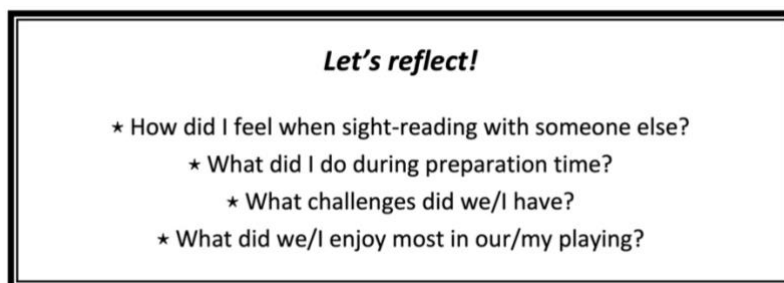 Let's reflect!
★ How did I feel when sight-reading with someone else?
★ What did I do during preparation time?
★ What challenges did we/I have?
★ What did we/I enjoy most in our/my playing?